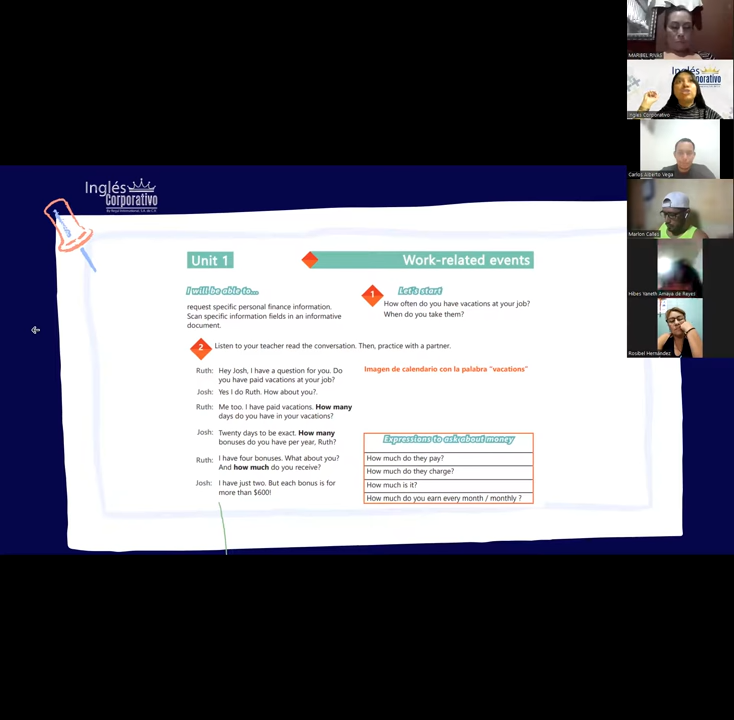 Inglés
Corporativo
Unit 1
Work-related events
I will be able to...
request specific personal finance information.
Scan specific information fields in an informative
document.
1
Let's start
How often do you have vacations at your job?
When do you take them?
2
Listen to your teacher read the conversation. Then, practice with a partner.
Ruth: Hey Josh, I have a question for you. Do
you have paid vacations at your job?
Josh: Yes I do Ruth. How about you?.
Ruth: Me too. I have paid vacations. How many
days do you have in your vacations?
Josh: Twenty days to be exact. How many
bonuses do you have per year, Ruth?
Ruth: I have four bonuses. What about you?
And how much do you receive?
Josh: I have just two. But each bonus is for
more than $600!
Imagen de calendario con la palabra "vacations"
Expressions to ask about money
How much do they pay?
How much do they charge?
How much is it?
How much do you earn every month / monthly ?
MARIBEL RIVAS
Inglés
Corporativo
Carlos Alberto Vega
Marlon Calles
Hibes Yaneth Amaya de Reyes
Rosibel Hernández